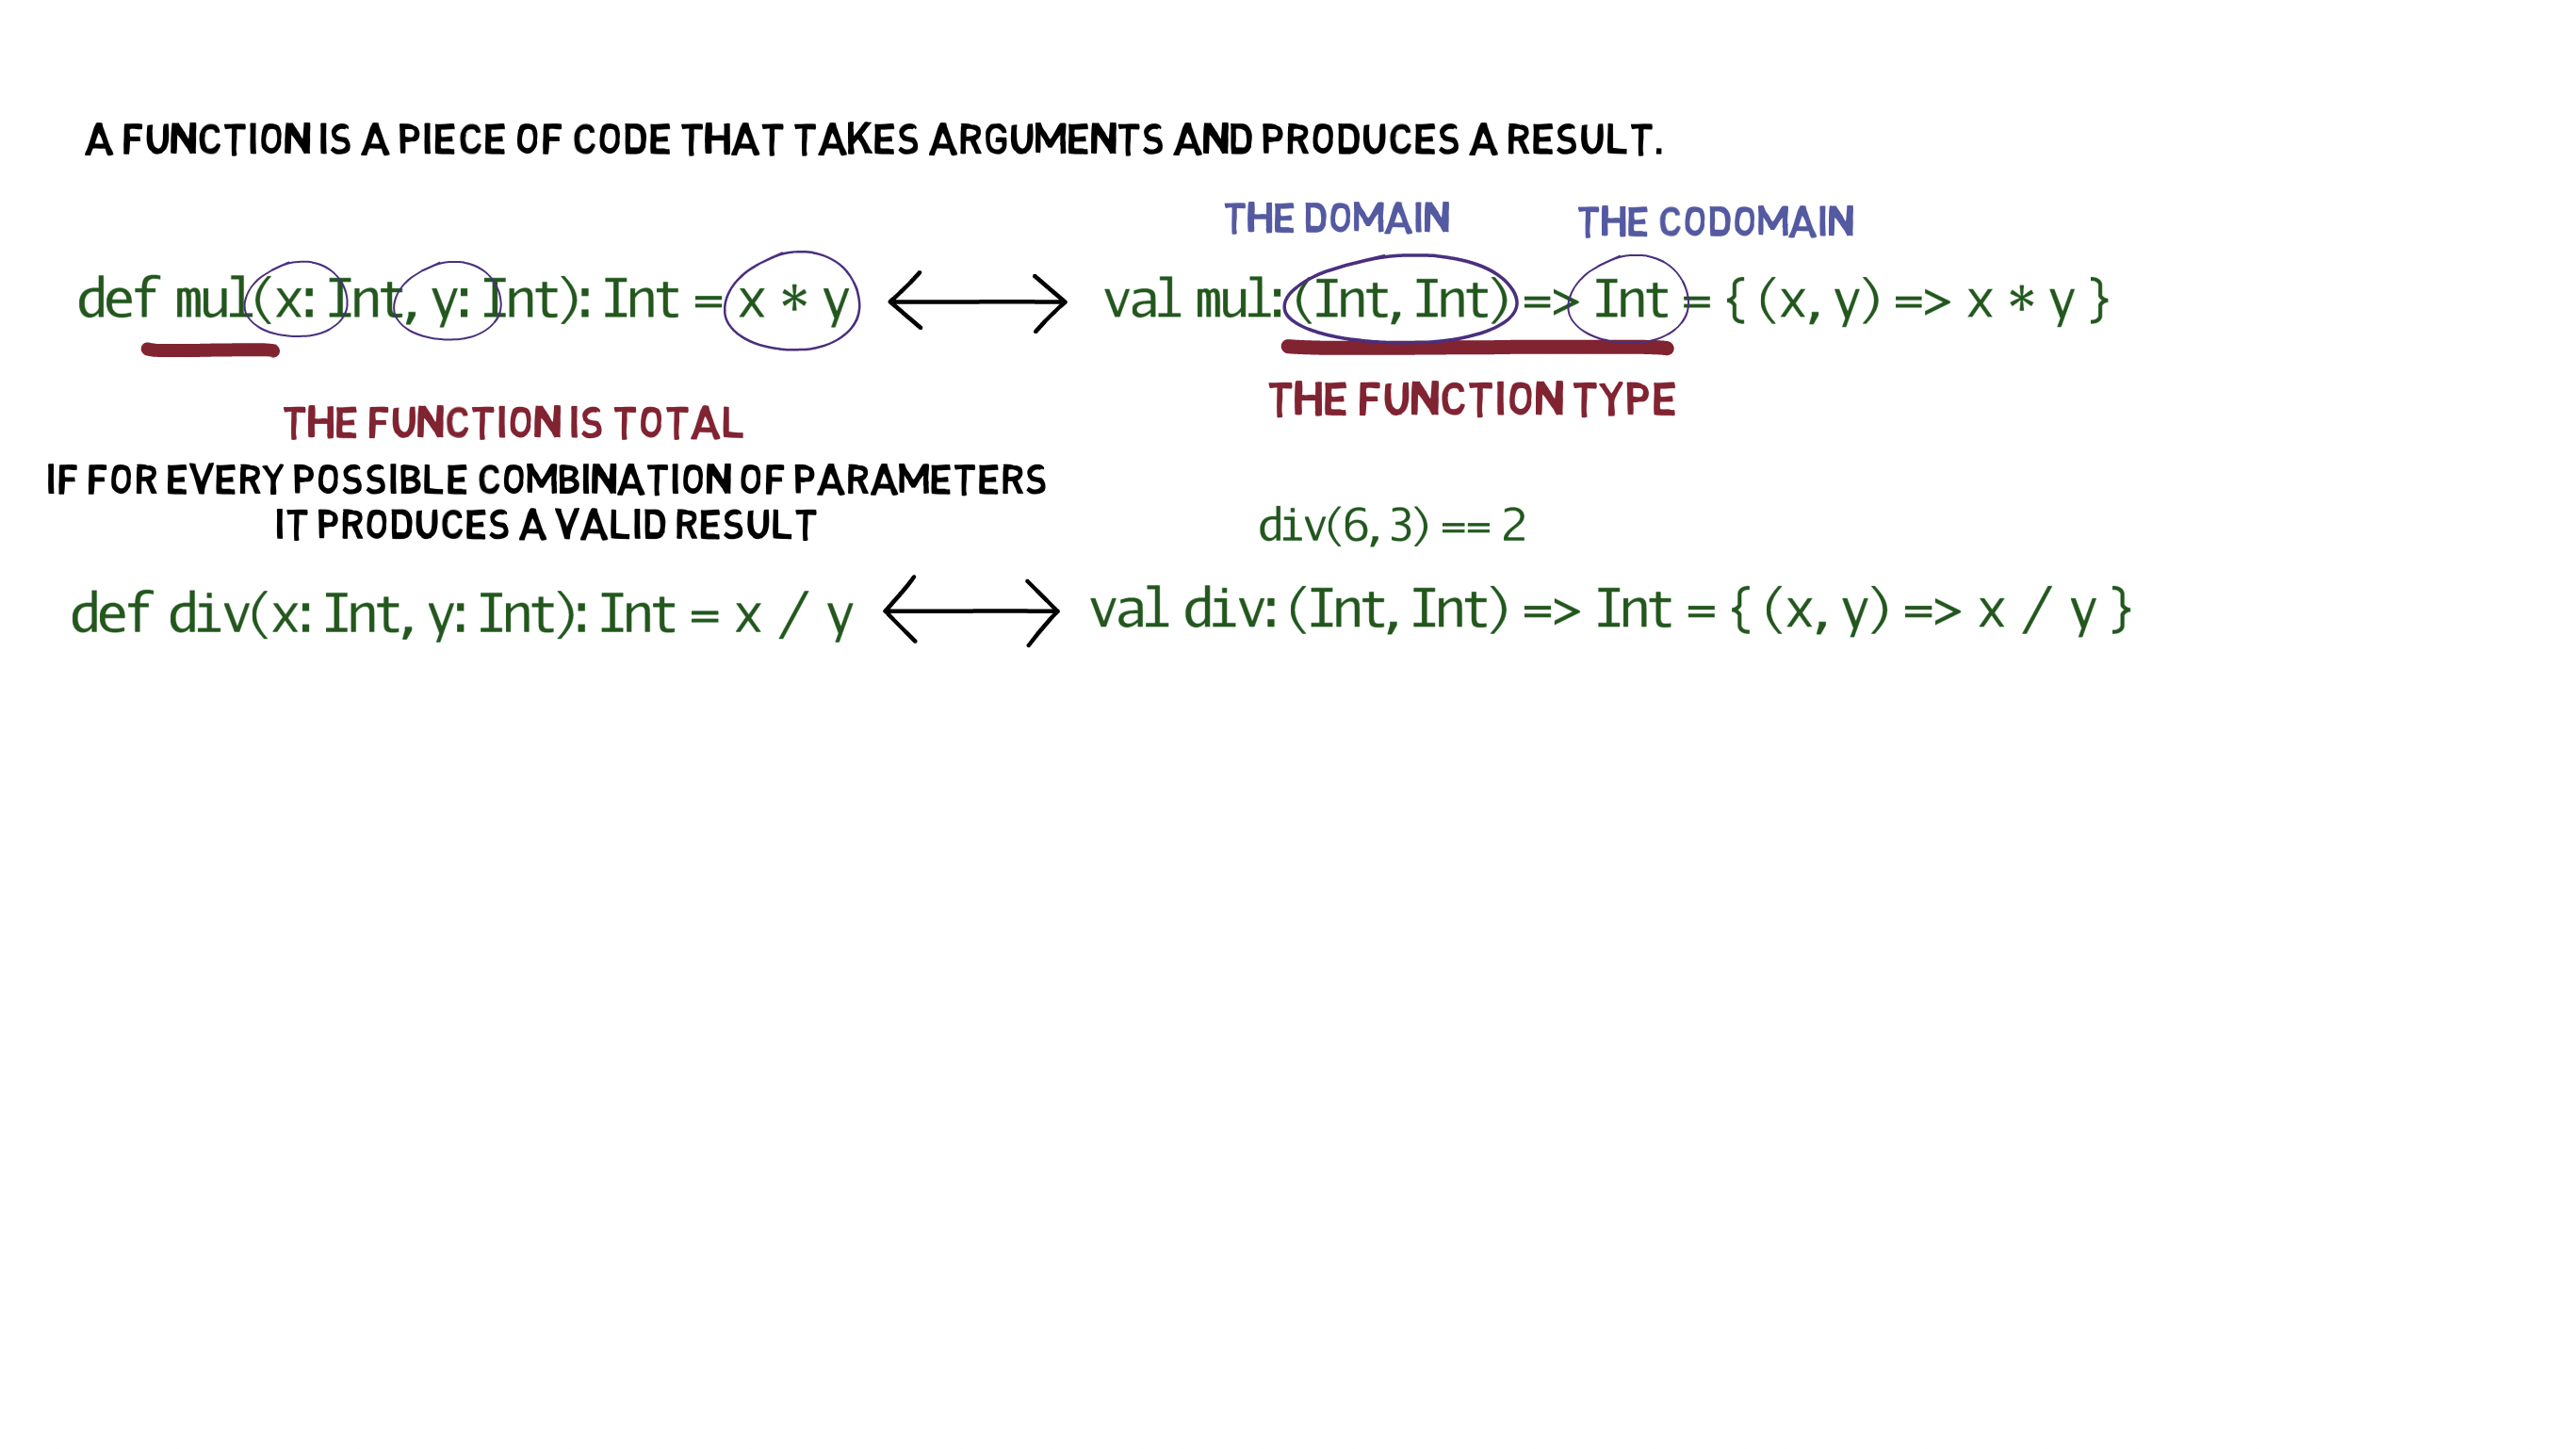 A FUNCTION IS A PIECE OF CODE THAT TAKES ARGUMENTS AND PRODUCES A RESULT.
THE DOMAIN THE CODOMAIN
def mul(x: Int, y: Int): Int = x * y val mul: (Int, Int) => Int = { (x, y) => x * y }
THE FUNCTION TYPE
THE FUNCTION IS TOTAL
IF FOR EVERY POSSIBLE COMBINATION OF PARAMETERS
IT PRODUCES A VALID RESULT
div(6, 3) == 2
def div(x: Int, y: Int): Int = x / y val div: (Int, Int) => Int = { (x, y) => x / y }